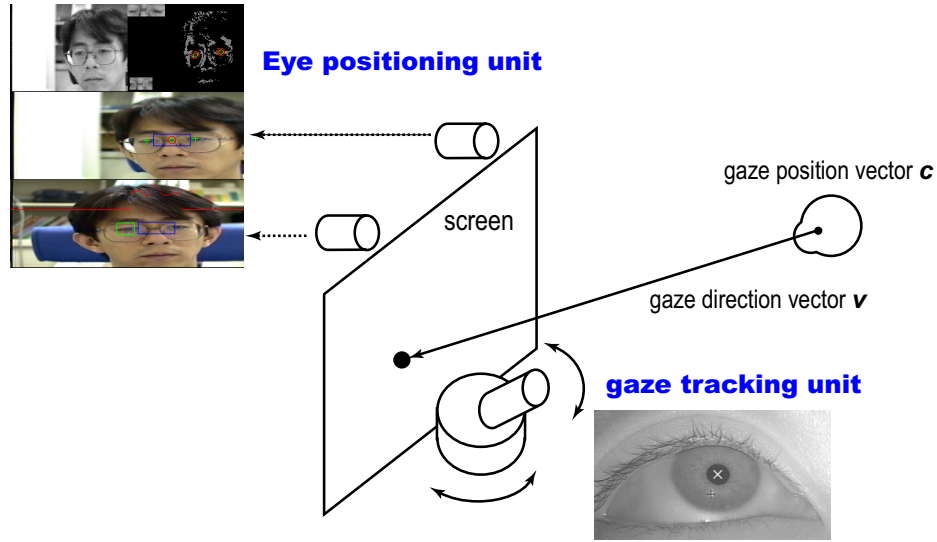 Eye positioning unit
gaze position vector c
screen
gaze direction vector v
gaze tracking unit